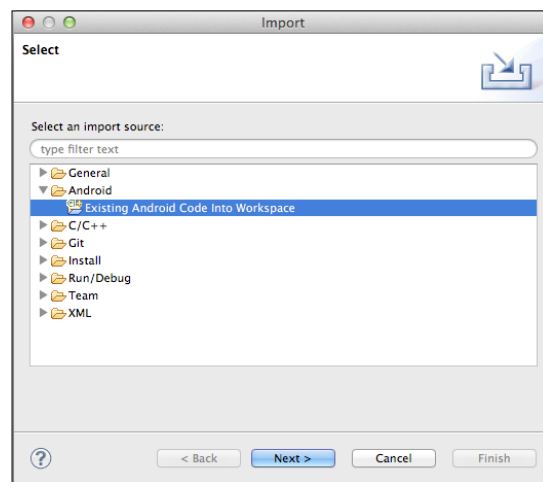 Import
Select
Select an import source:
type filter text
General
Android
Existing Android Code Into Workspace
C/C++
Git
Install
Run/Debug
Team
XML
?
< Back
Next >
Cancel
Finish